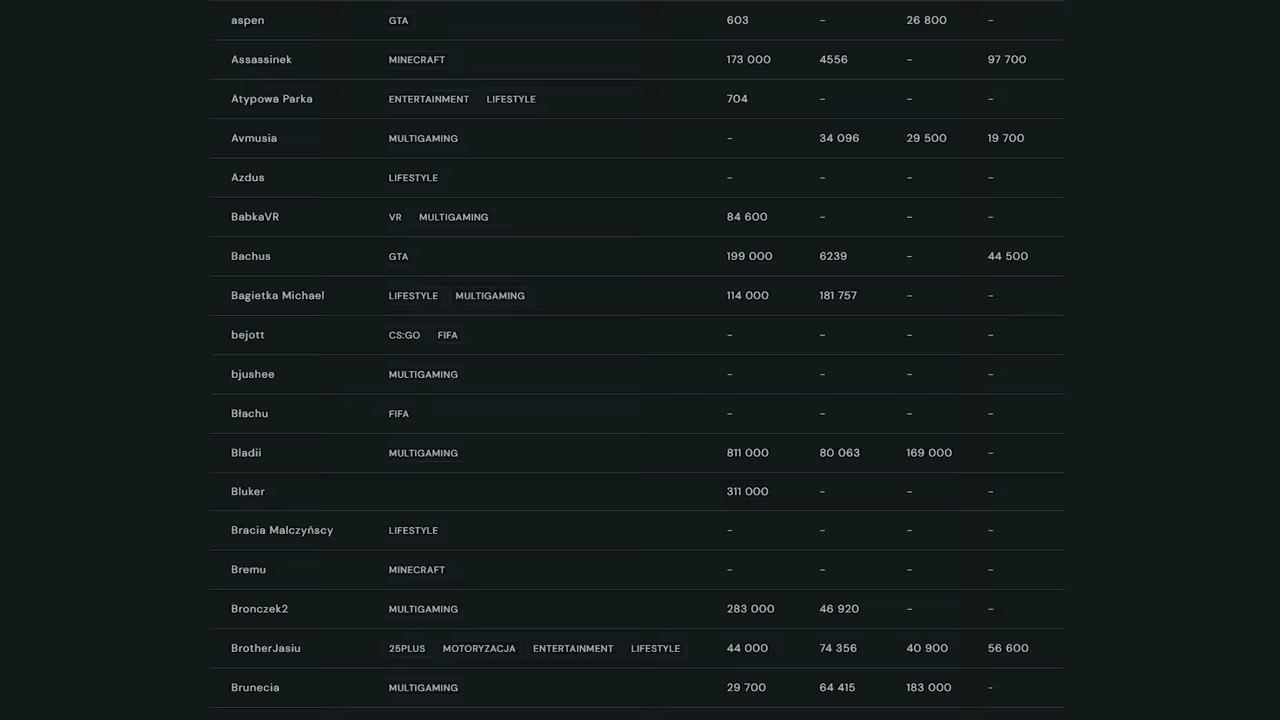 aspen GTA 603 - 26 800 -
Assassinek MINECRAFT 173 000 4556 - 97 700
Atypowa Parka ENTERTAINMENT LIFESTYLE 704 - - -
Avmusia MULTIGAMING - 34 096 29 500 19 700
Azdus LIFESTYLE - - - -
BabkaVR VR MULTIGAMING 84 600 - - -
Bachus GTA 199 000 6239 - 44 500
Bagietka Michael LIFESTYLE MULTIGAMING 114 000 181 757 - -
bejott CS:GO FIFA - - - -
bjushee MULTIGAMING - - - -
Błachu FIFA - - - -
Bladii MULTIGAMING 811 000 80 063 169 000 -
Bluker 311 000 - - -
Bracia Malczyńscy LIFESTYLE - - - -
Bremu MINECRAFT - - - -
Bronczek2 MULTIGAMING 283 000 46 920 - -
BrotherJasiu 25PLUS MOTORYZACJA ENTERTAINMENT LIFESTYLE 44 000 74 356 40 900 56 600
Brunecia MULTIGAMING 29 700 64 415 183 000 -